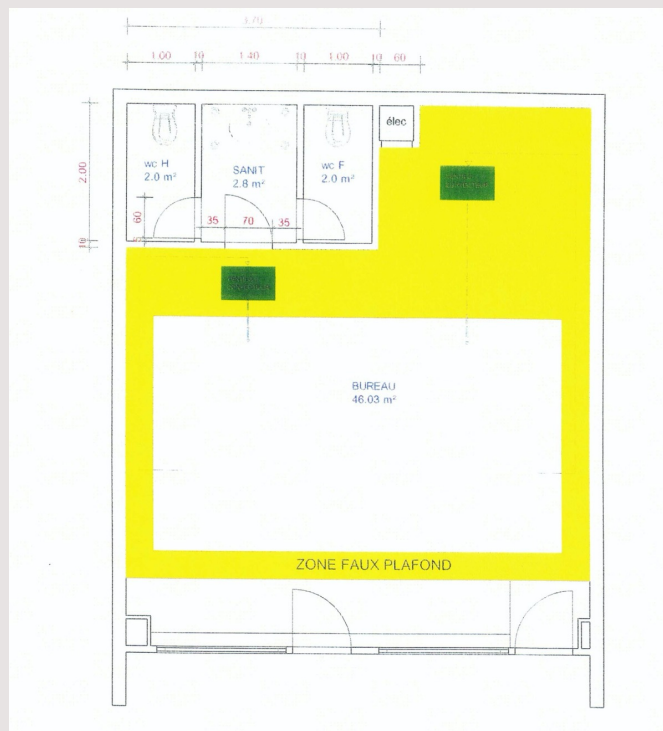 3.70
1.00 10 1.40 10 1.00 10 60
2.00
10
60
5
élec
wc H
2.0 m²
SANIT
2.8 m²
wc F
2.0 m²
35 70 35
BUREAU
46.03 m²
ZONE FAUX PLAFOND